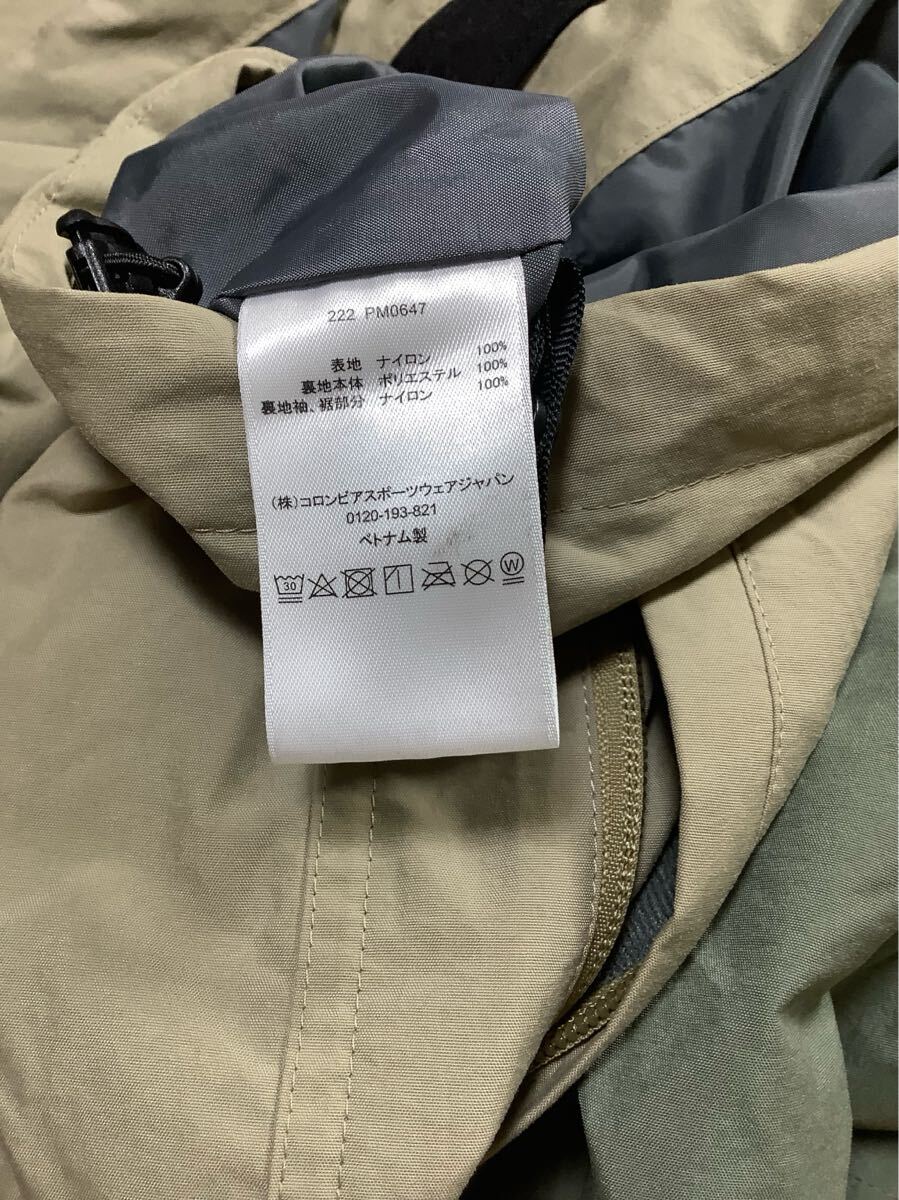 222 PM0647
表地 ナイロン 100%
裏地本体 ポリエステル 100%
裏地袖、裾部分 ナイロン 100%
(株)コロンビアスポーツウェアジャパン
0120-193-821
ベトナム製
30 W